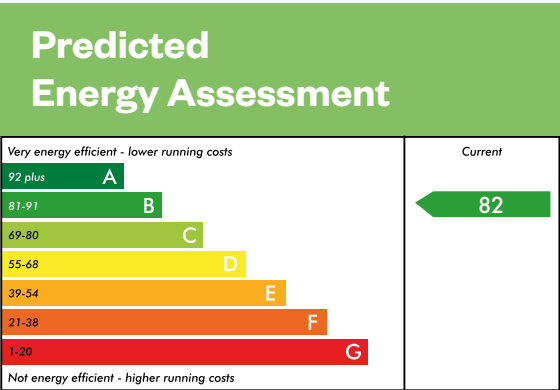 Predicted
Energy Assessment
Very energy efficient - lower running costs
Current
92 plus A
81-91 B
82
69-80 C
55-68 D
39-54 E
21-38 F
1-20 G
Not energy efficient - higher running costs